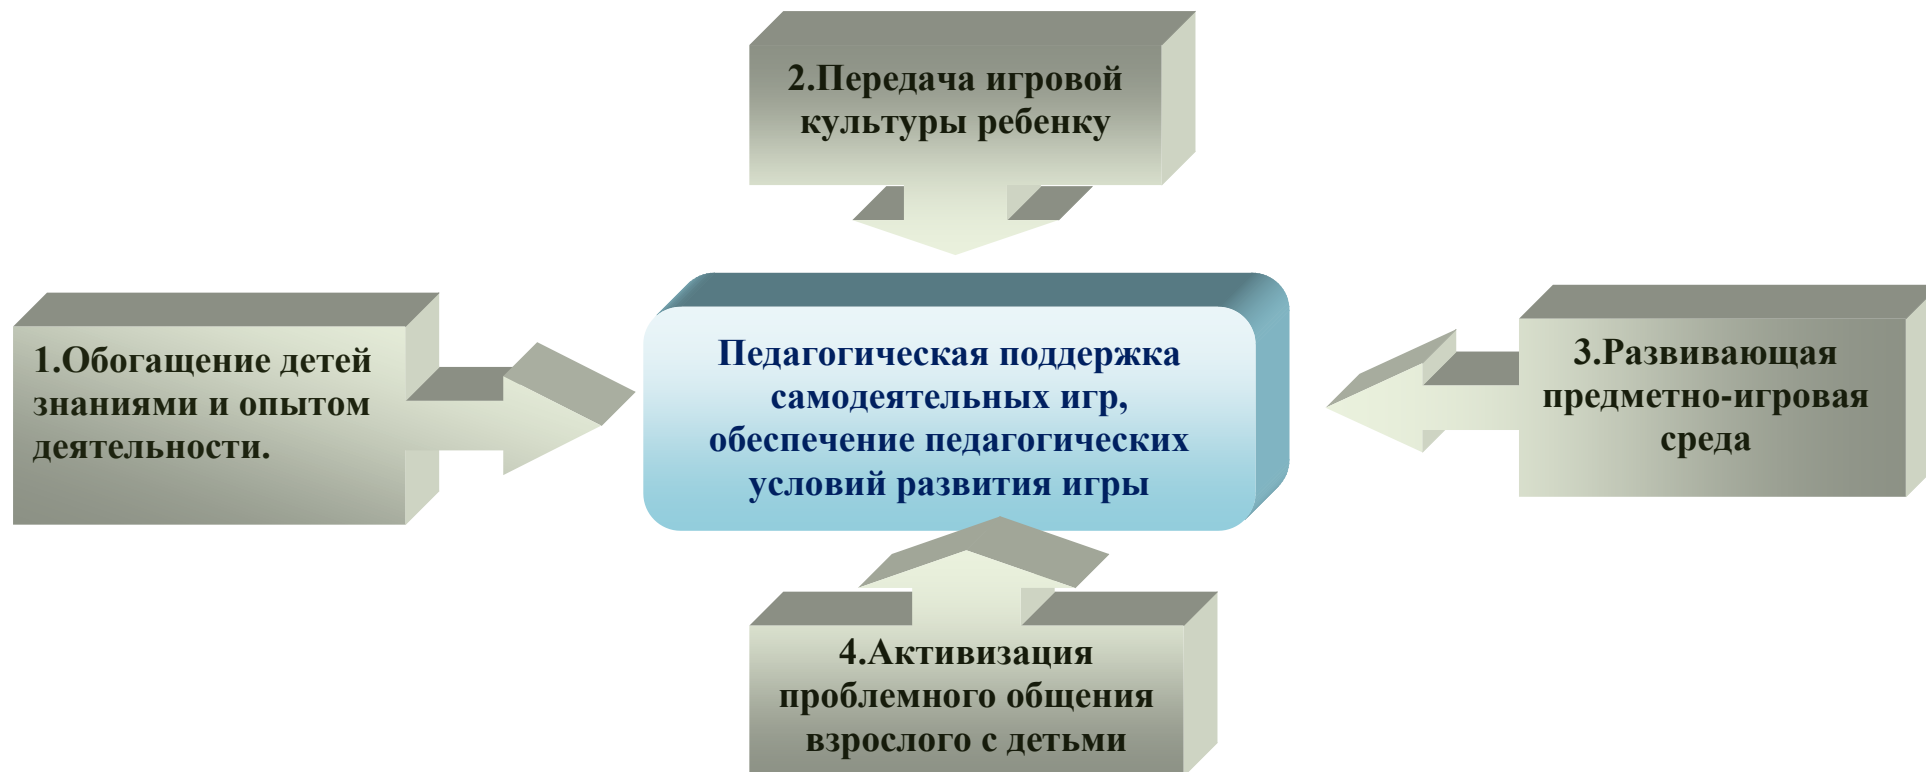 2.Передача игровой
культуры ребенку
1.Обогащение детей
знаниями и опытом
деятельности.
Педагогическая поддержка
самодеятельных игр,
обеспечение педагогических
условий развития игры
3.Развивающая
предметно-игровая
среда
4.Активизация
проблемного общения
взрослого с детьми